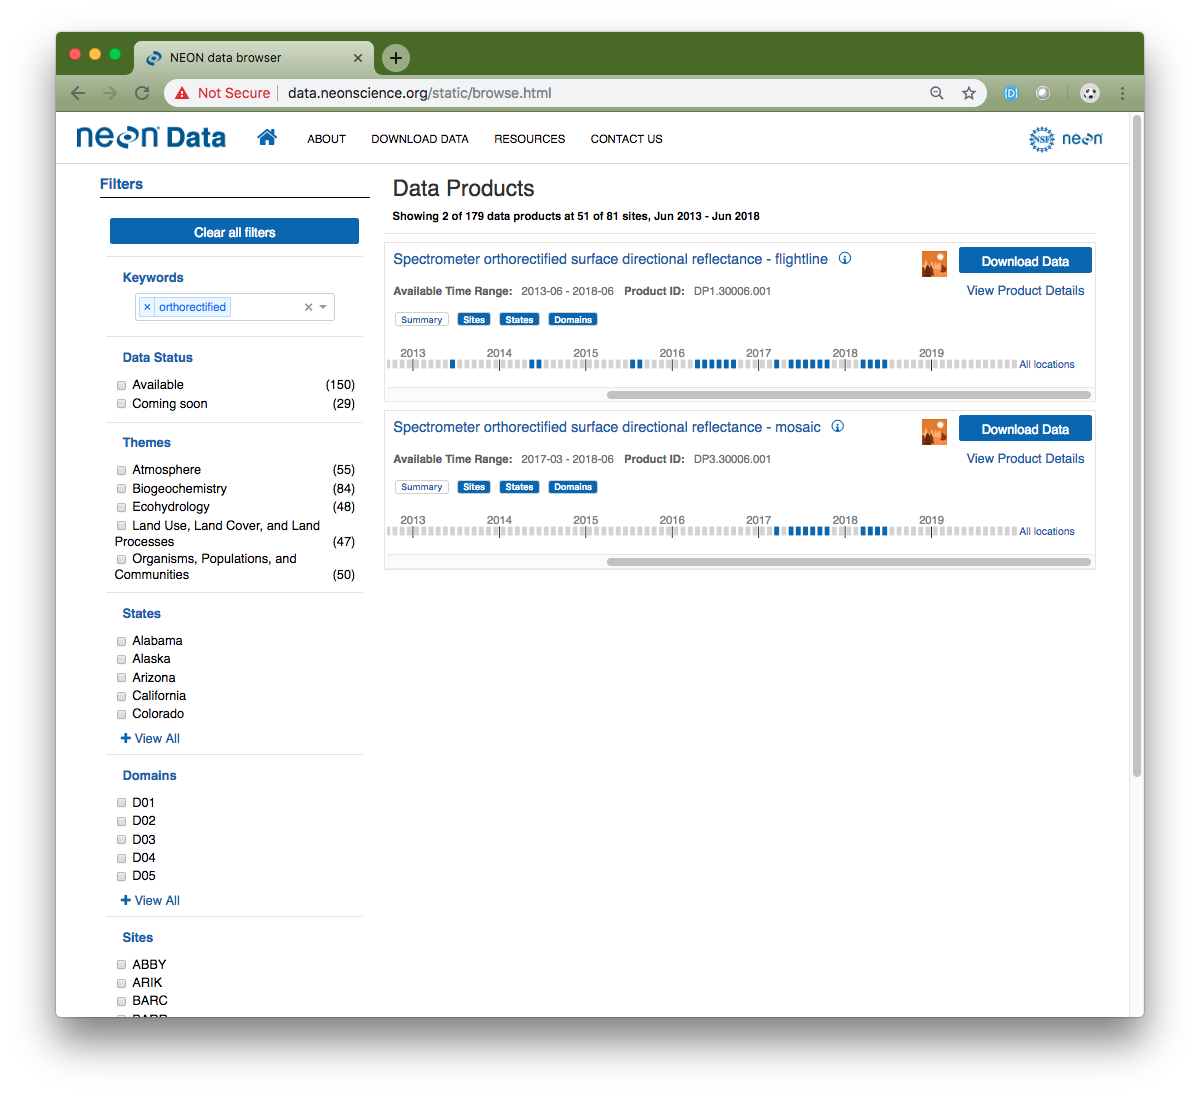 NEON data browser
Not Secure data.neonscience.org/static/browse.html
neon Data ABOUT DOWNLOAD DATA RESOURCES CONTACT US NSF neon
Filters
Clear all filters
Keywords
× orthorectified ×
Data Status
Available (150)
Coming soon (29)
Themes
Atmosphere (55)
Biogeochemistry (84)
Ecohydrology (48)
Land Use, Land Cover, and Land
Processes (47)
Organisms, Populations, and
Communities (50)
States
Alabama
Alaska
Arizona
California
Colorado
+ View All
Domains
D01
D02
D03
D04
D05
+ View All
Sites
ABBY
ARIK
BARC
Data Products
Showing 2 of 179 data products at 51 of 81 sites, Jun 2013 - Jun 2018
Spectrometer orthorectified surface directional reflectance - flightline Download Data
Available Time Range: 2013-06 - 2018-06 Product ID: DP1.30006.001 View Product Details
Summary Sites States Domains
2013 2014 2015 2016 2017 2018 2019
All locations
Spectrometer orthorectified surface directional reflectance - mosaic Download Data
Available Time Range: 2017-03 - 2018-06 Product ID: DP3.30006.001 View Product Details
Summary Sites States Domains
2013 2014 2015 2016 2017 2018 2019
All locations